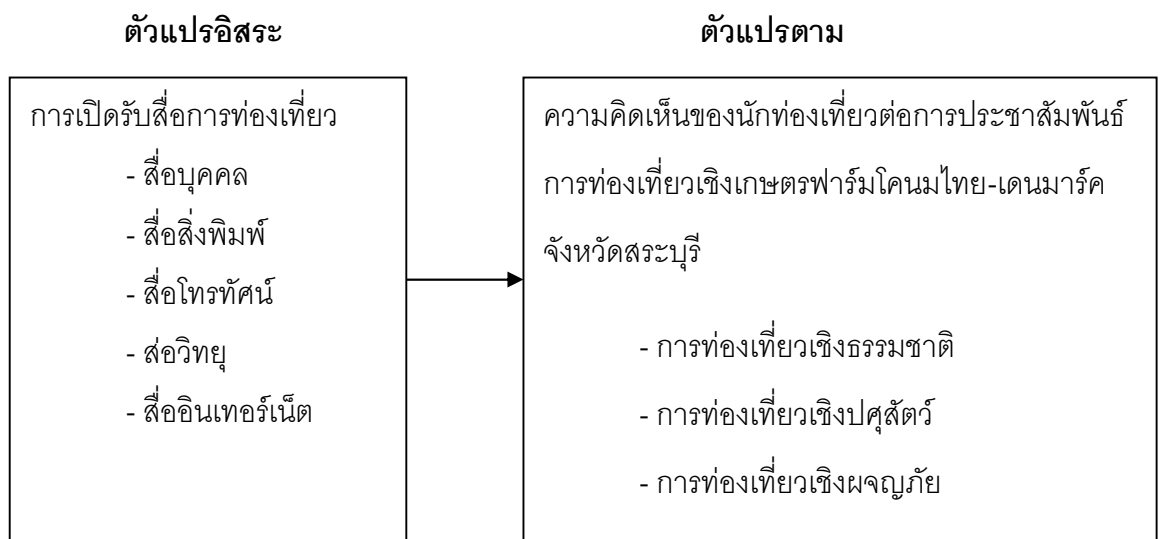 ตัวแปรอิสระ
ตัวแปรตาม
การเปิดรับสื่อการท่องเที่ยว
- สื่อบุคคล
- สื่อสิ่งพิมพ์
- สื่อโทรทัศน์
- ส่อวิทยุ
- สื่ออินเทอร์เน็ต
ความคิดเห็นของนักท่องเที่ยวต่อการประชาสัมพันธ์
การท่องเที่ยวเชิงเกษตรฟาร์มโคนมไทย-เดนมาร์ค
จังหวัดสระบุรี
- การท่องเที่ยวเชิงธรรมชาติ
- การท่องเที่ยวเชิงปศุสัตว์
- การท่องเที่ยวเชิงผจญภัย